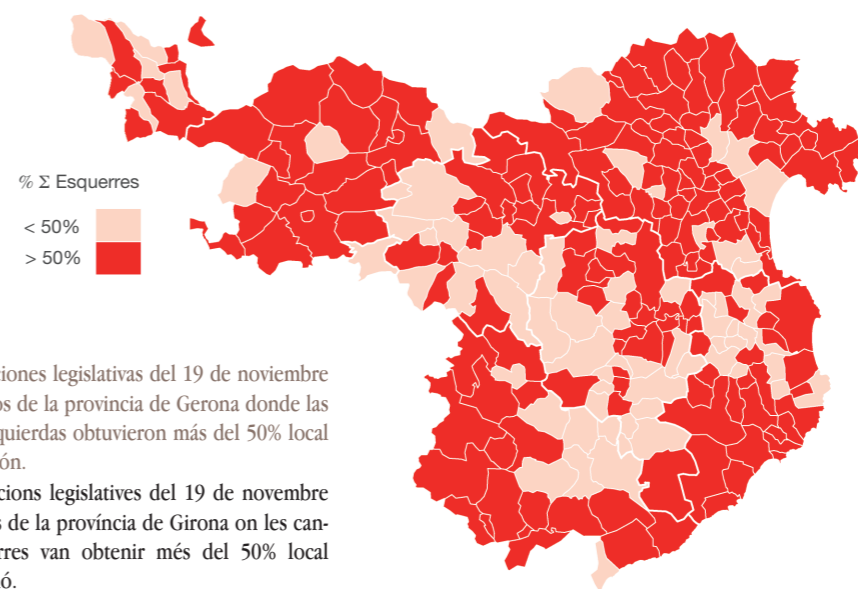 % Σ Esquerres
< 50%
> 50%
ciones legislativas del 19 de noviembre
os de la provincia de Gerona donde las
quierdas obtuvieron más del 50% local
ón.
cions legislatives del 19 de novembre
s de la província de Girona on les can-
rres van obtenir més del 50% local
ó.